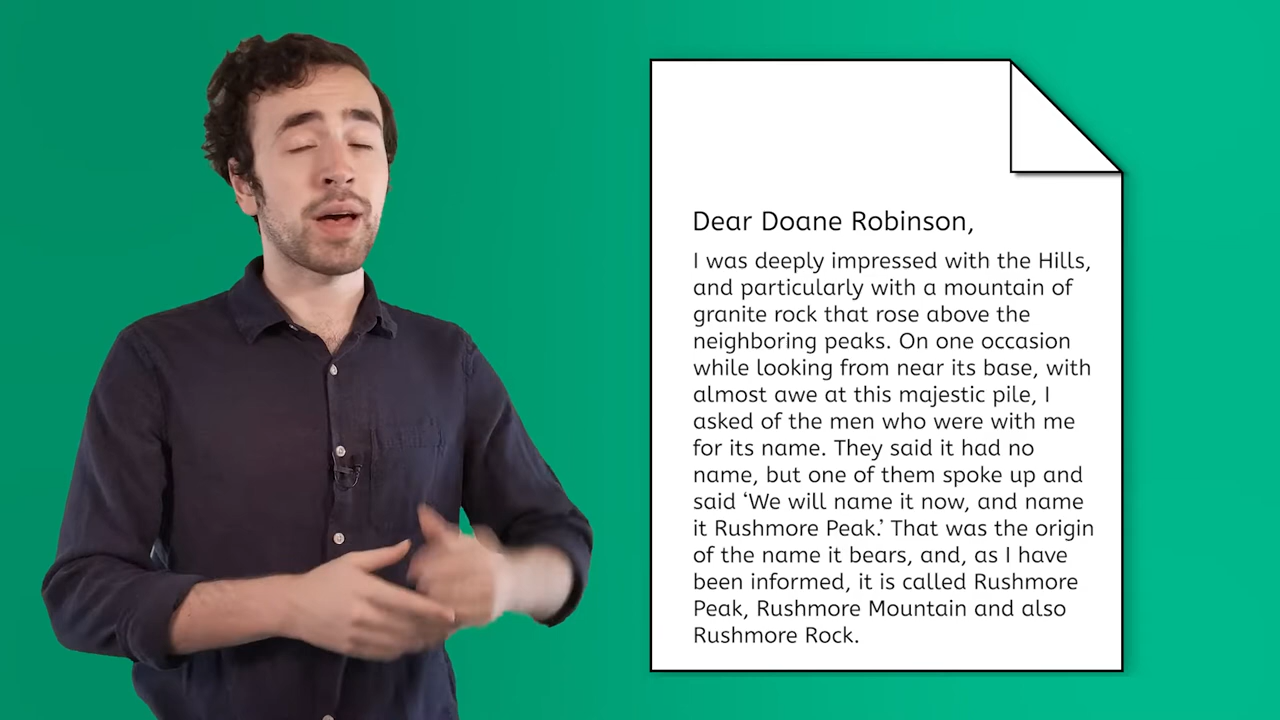 Dear Doane Robinson,
I was deeply impressed with the Hills,
and particularly with a mountain of
granite rock that rose above the
neighboring peaks. On one occasion
while looking from near its base, with
almost awe at this majestic pile, I
asked of the men who were with me
for its name. They said it had no
name, but one of them spoke up and
said ‘We will name it now, and name
it Rushmore Peak.’ That was the origin
of the name it bears, and, as I have
been informed, it is called Rushmore
Peak, Rushmore Mountain and also
Rushmore Rock.